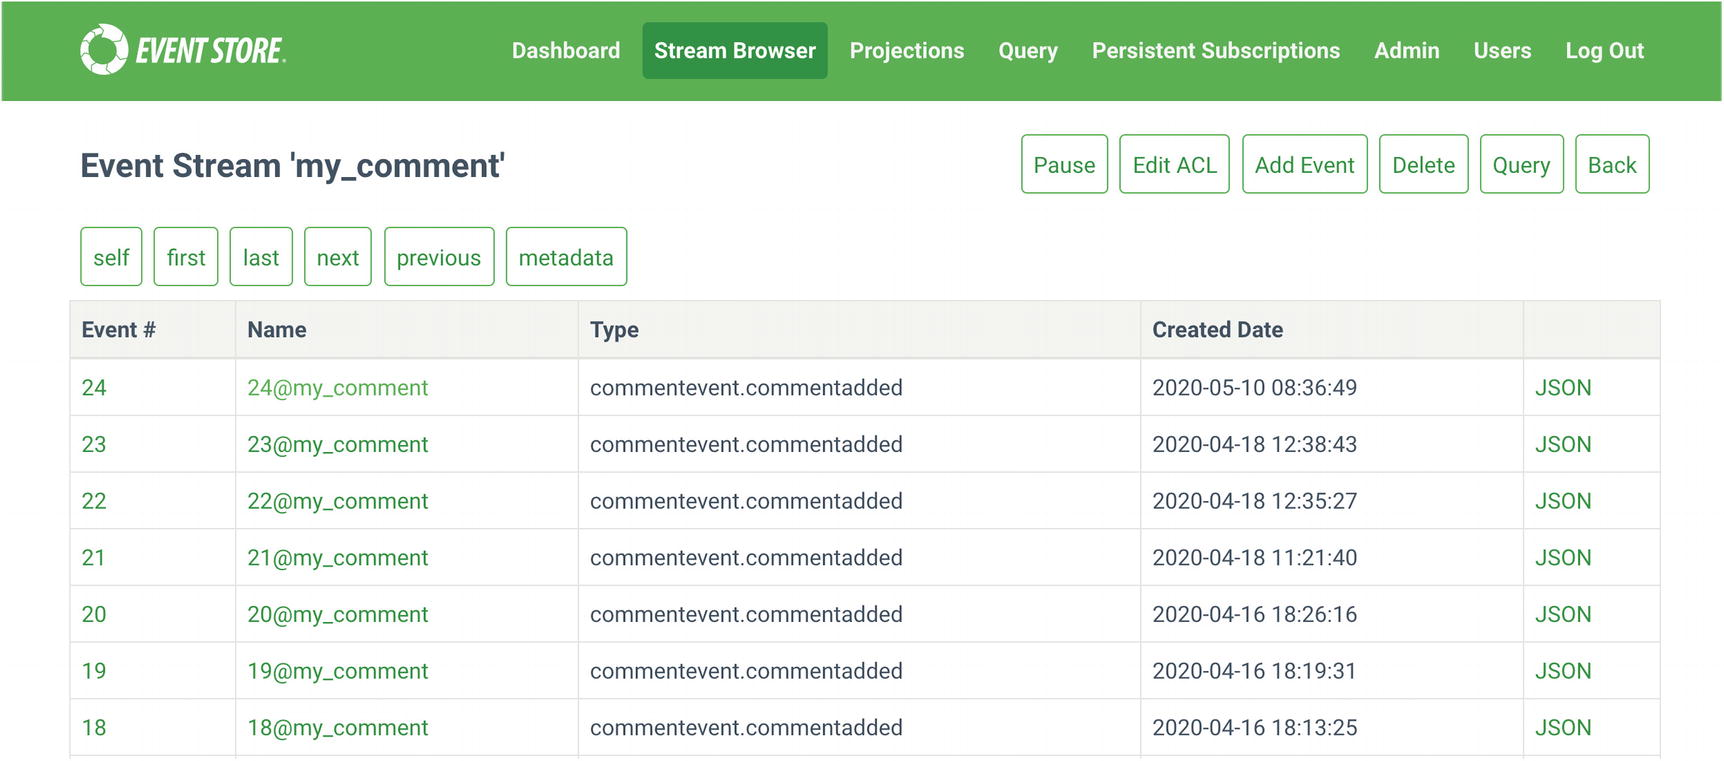 EVENT STORE. Dashboard Stream Browser Projections Query Persistent Subscriptions Admin Users Log Out
Event Stream 'my_comment' Pause Edit ACL Add Event Delete Query Back
self first last next previous metadata
Event # Name Type Created Date
24 24@my_comment commentevent.commentadded 2020-05-10 08:36:49 JSON
23 23@my_comment commentevent.commentadded 2020-04-18 12:38:43 JSON
22 22@my_comment commentevent.commentadded 2020-04-18 12:35:27 JSON
21 21@my_comment commentevent.commentadded 2020-04-18 11:21:40 JSON
20 20@my_comment commentevent.commentadded 2020-04-16 18:26:16 JSON
19 19@my_comment commentevent.commentadded 2020-04-16 18:19:31 JSON
18 18@my_comment commentevent.commentadded 2020-04-16 18:13:25 JSON